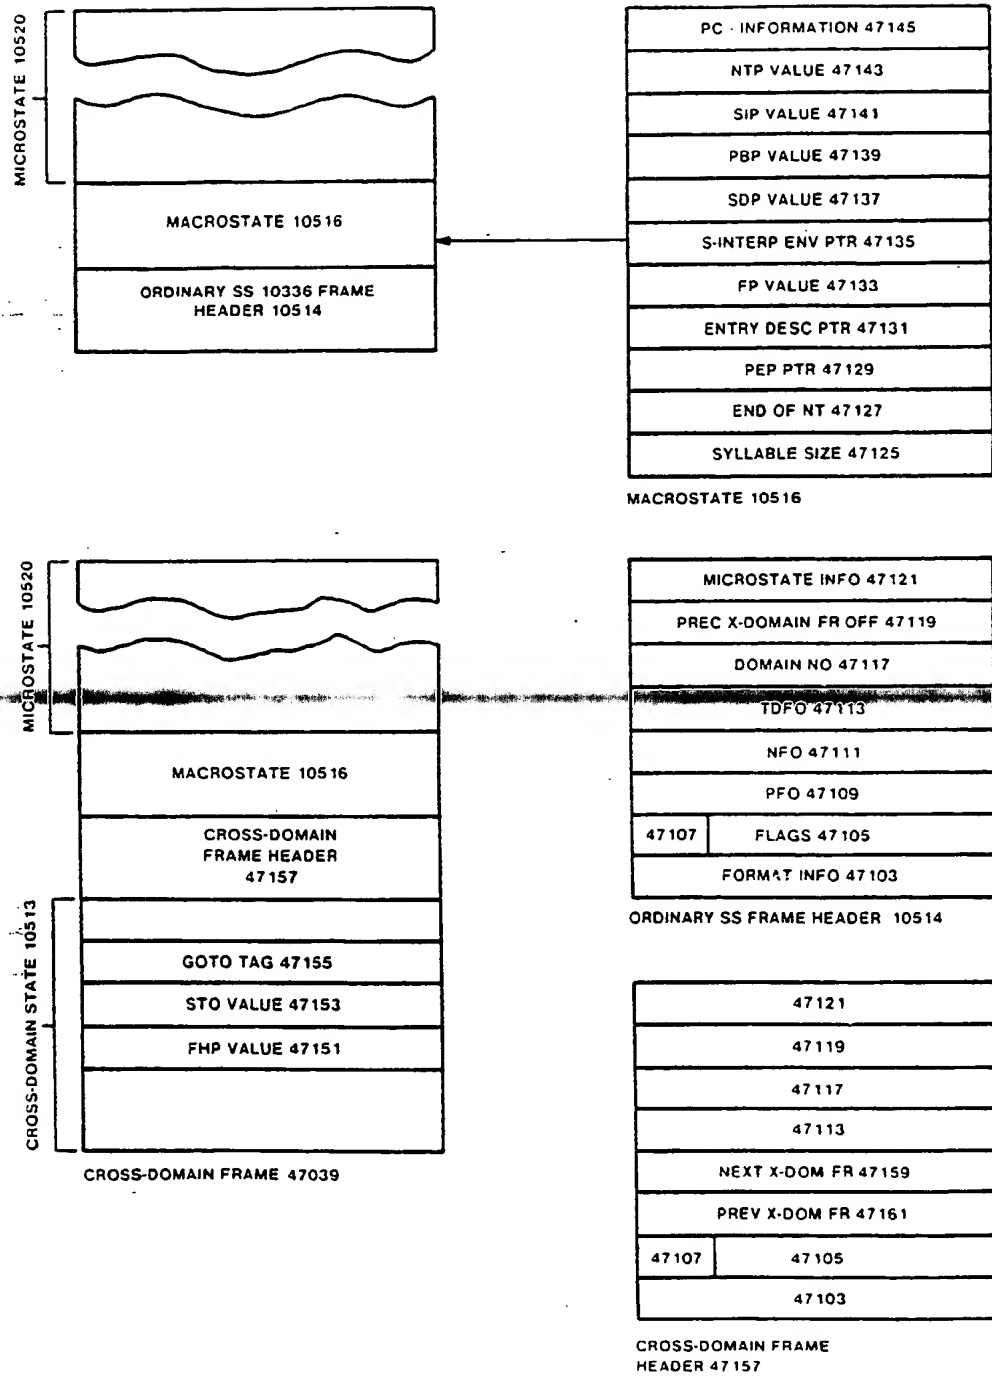 MICROSTATE 10520
MACROSTATE 10516
ORDINARY SS 10336 FRAME
HEADER 10514
PC - INFORMATION 47145
NTP VALUE 47143
SIP VALUE 47141
PBP VALUE 47139
SDP VALUE 47137
S-INTERP ENV PTR 47135
FP VALUE 47133
ENTRY DESC PTR 47131
PEP PTR 47129
END OF NT 47127
SYLLABLE SIZE 47125
MACROSTATE 10516
MICROSTATE 10520
MACROSTATE 10516
CROSS-DOMAIN
FRAME HEADER
47157
CROSS-DOMAIN STATE 10513
GOTO TAG 47155
STO VALUE 47153
FHP VALUE 47151
CROSS-DOMAIN FRAME 47039
MICROSTATE INFO 47121
PREC X-DOMAIN FR OFF 47119
DOMAIN NO 47117
TDFO 47113
NFO 47111
PFO 47109
47107 FLAGS 47105
FORMAT INFO 47103
ORDINARY SS FRAME HEADER 10514
47121
47119
47117
47113
NEXT X-DOM FR 47159
PREV X-DOM FR 47161
47107 47105
47103
CROSS-DOMAIN FRAME
HEADER 47157